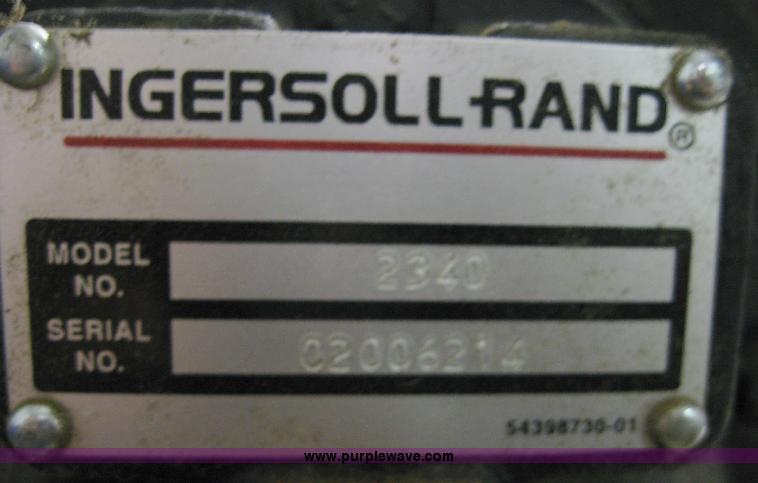 INGERSOLL-RAND®
MODEL NO. 2340
SERIAL NO. 02006214
54398730-01
www.purplewave.com